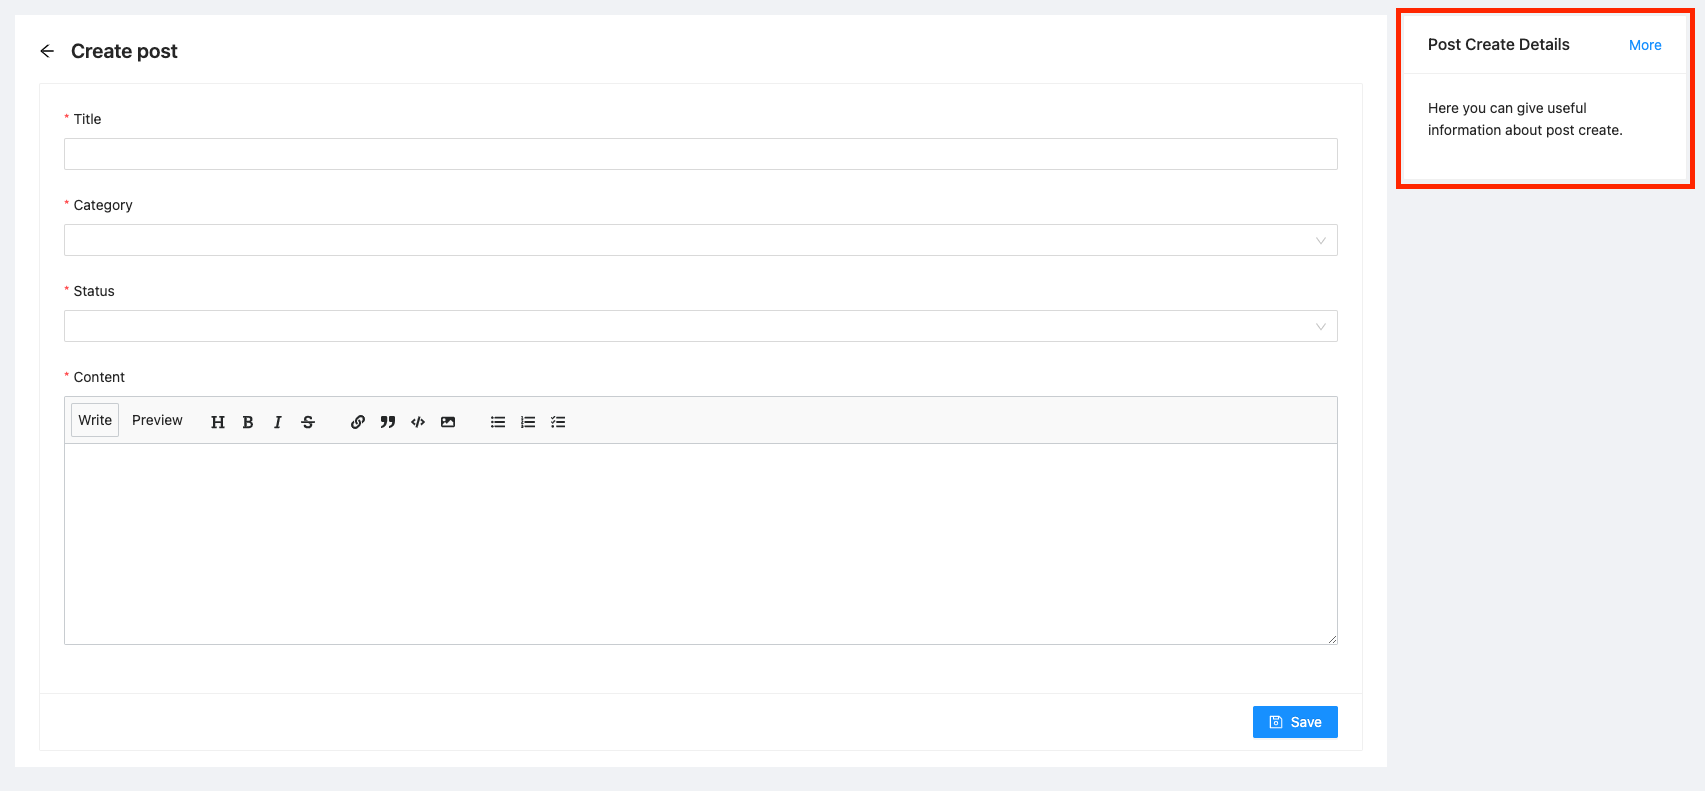 Create post
* Title
* Category
* Status
* Content
Write Preview H B I S
Save
Post Create Details More
Here you can give useful
information about post create.